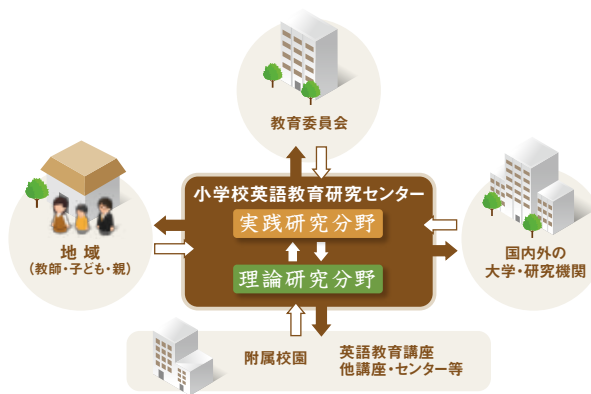 教育委員会
小学校英語教育研究センター
実践研究分野
理論研究分野
地域
(教師・子ども・親)
国内外の
大学・研究機関
附属校園
英語教育講座
他講座・センター等